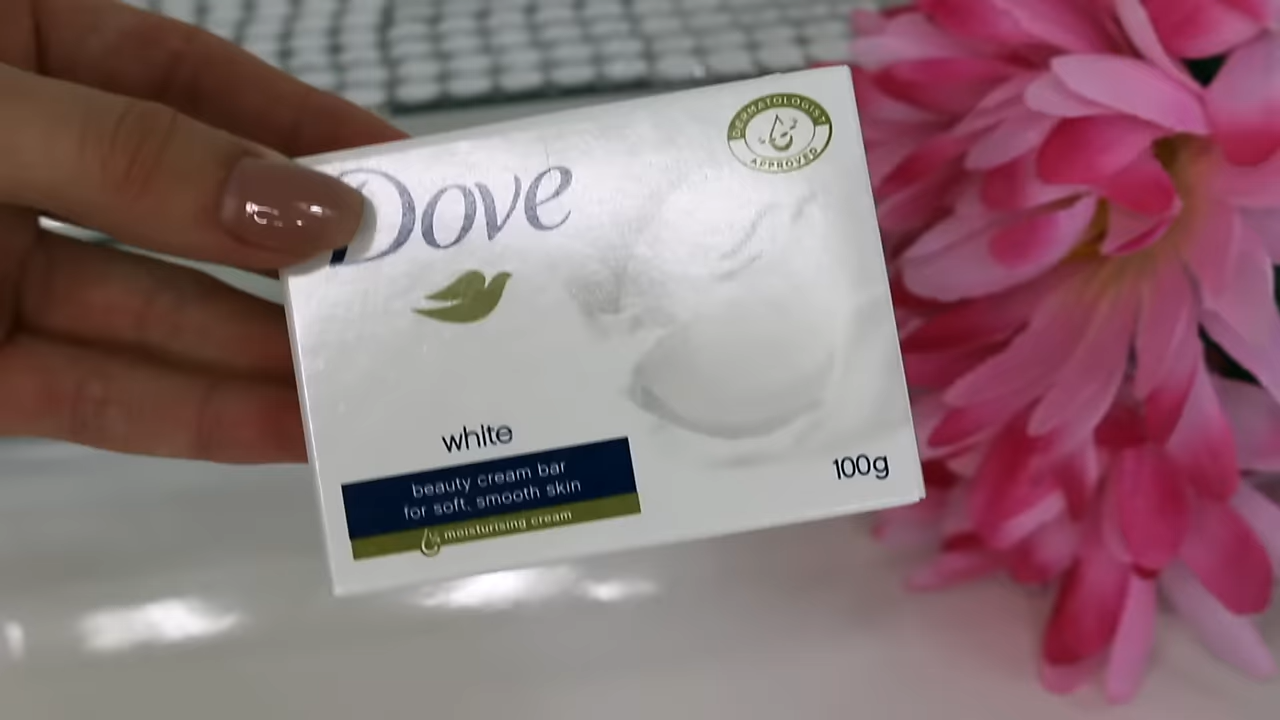 DERMATOLOGIST
APPROVED
Dove
white
beauty cream bar
for soft, smooth skin
moisturising cream
100g